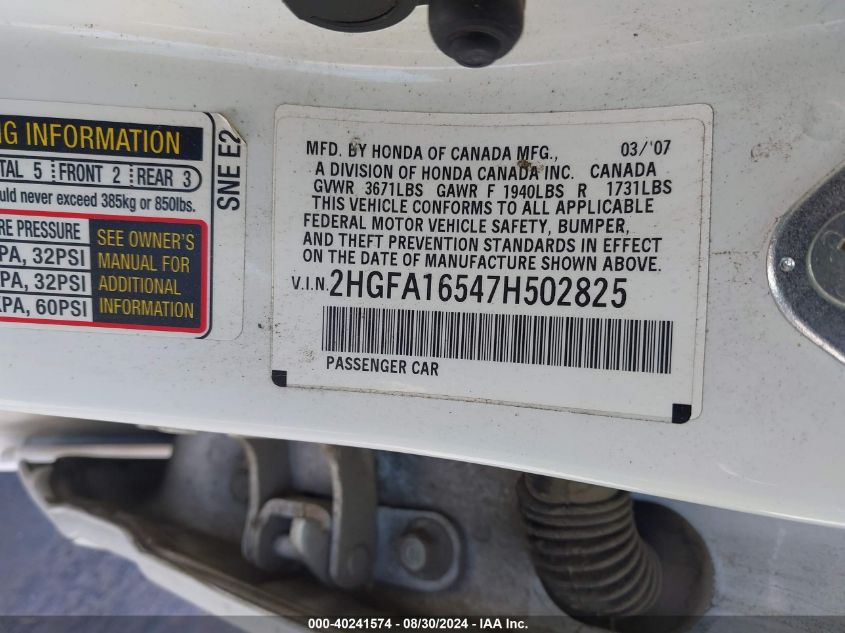 NG INFORMATION
TAL 5 FRONT 2 REAR 3
ould never exceed 385kg or 850lbs.
RE PRESSURE
PA, 32PSI
PA, 32PSI
PA, 60PSI
SEE OWNER'S
MANUAL FOR
ADDITIONAL
INFORMATION
SNE E2
MFD. BY HONDA OF CANADA MFG., 03/'07
A DIVISION OF HONDA CANADA INC. CANADA
GVWR 3671LBS GAWR F 1940LBS R 1731LBS
THIS VEHICLE CONFORMS TO ALL APPLICABLE
FEDERAL MOTOR VEHICLE SAFETY, BUMPER,
AND THEFT PREVENTION STANDARDS IN EFFECT
ON THE DATE OF MANUFACTURE SHOWN ABOVE.
V.I.N. 2HGFA16547H502825
PASSENGER CAR
000-40241574 / 08/30/2024 - IAA Inc.